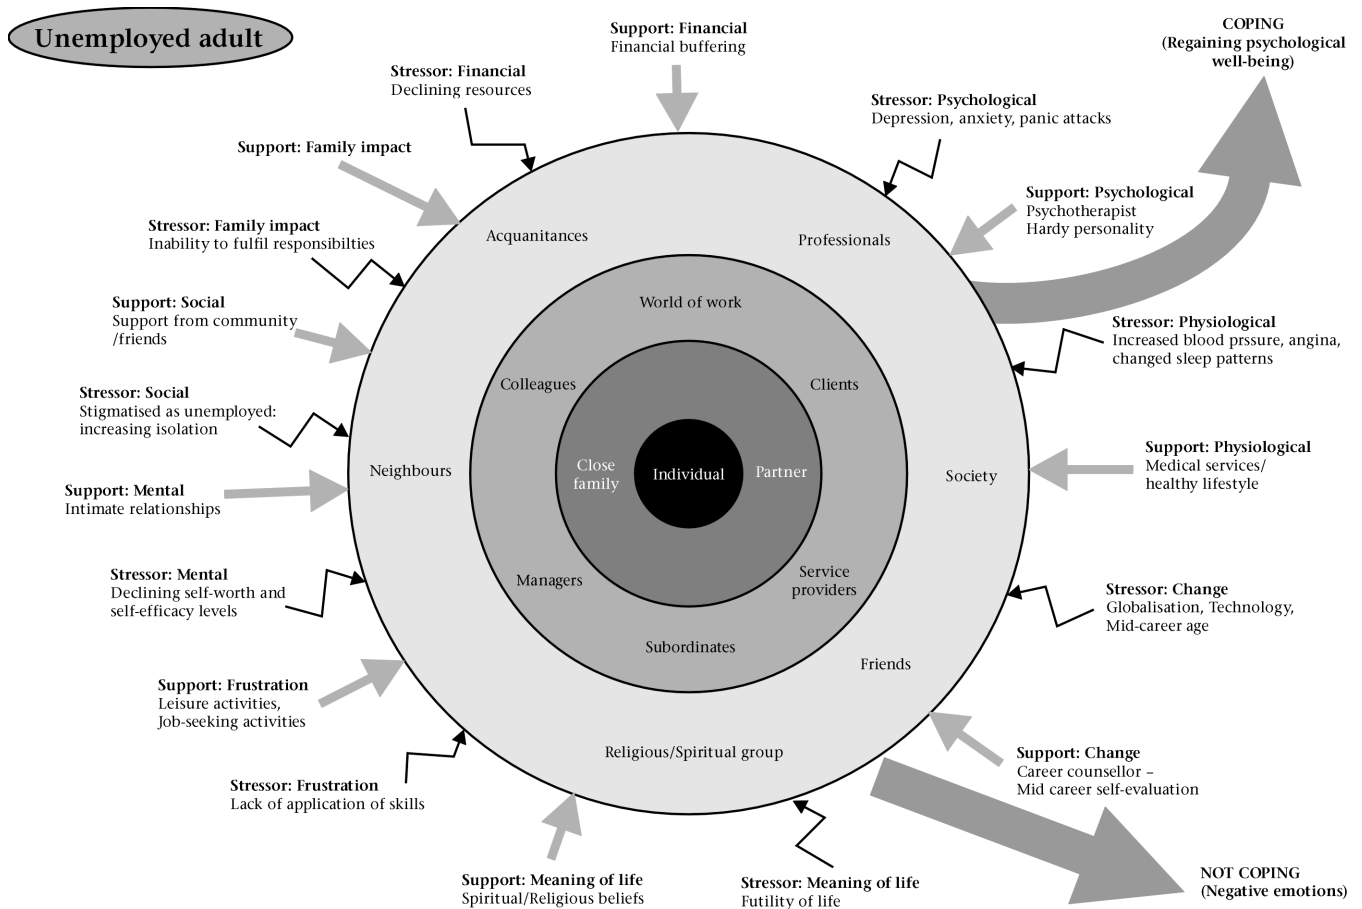 Unemployed adult
Support: Financial
Financial buffering
COPING
(Regaining psychological
well-being)
Stressor: Financial
Declining resources
Stressor: Psychological
Depression, anxiety, panic attacks
Support: Family impact
Support: Psychological
Psychotherapist
Hardy personality
Stressor: Family impact
Inability to fulfil responsibilties
Acquanitances
Professionals
Support: Social
Support from community
/friends
World of work
Stressor: Physiological
Increased blood prssure, angina,
changed sleep patterns
Stressor: Social
Stigmatised as unemployed:
increasing isolation
Colleagues
Clients
Neighbours
Close
family
Individual
Partner
Society
Support: Physiological
Medical services/
healthy lifestyle
Support: Mental
Intimate relationships
Stressor: Mental
Declining self-worth and
self-efficacy levels
Managers
Service
providers
Stressor: Change
Globalisation, Technology,
Mid-career age
Subordinates
Friends
Support: Frustration
Leisure activities,
Job-seeking activities
Religious/Spiritual group
Support: Change
Career counsellor –
Mid career self-evaluation
Stressor: Frustration
Lack of application of skills
Support: Meaning of life
Spiritual/Religious beliefs
Stressor: Meaning of life
Futility of life
NOT COPING
(Negative emotions)